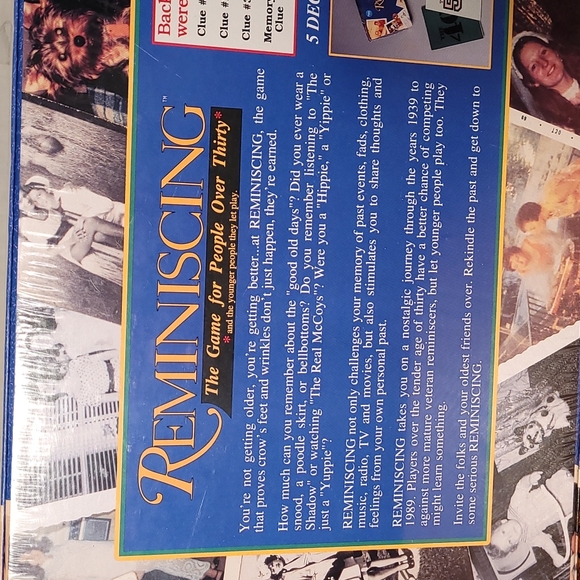 REMINISCING™
The Game for People Over Thirty*
* and the younger people they let play.
You're not getting older, you're getting better...at REMINISCING, the game
that proves crow's feet and wrinkles don't just happen, they're earned.
How much can you remember about the "good old days"? Did you ever wear a
snood, a poodle skirt, or bellbottoms? Do you remember listening to "The
Shadow" or watching "The Real McCoys"? Were you a "Hippie," a "Yippie" or
just a "Yuppie"?
REMINISCING not only challenges your memory of past events, fads, clothing,
music, radio, TV and movies, but also stimulates you to share thoughts and
feelings from your own personal past.
REMINISCING takes you on a nostalgic journey through the years 1939 to
1989. Players over the tender age of thirty have a better chance of competing
against more mature veteran reminiscers, but let younger people play too. They
might learn something.
Invite the folks and your oldest friends over. Rekindle the past and get down to
some serious REMINISCING.
Back
were
Clue #
Clue #
Clue #3
Memory
Clue
5 DEC